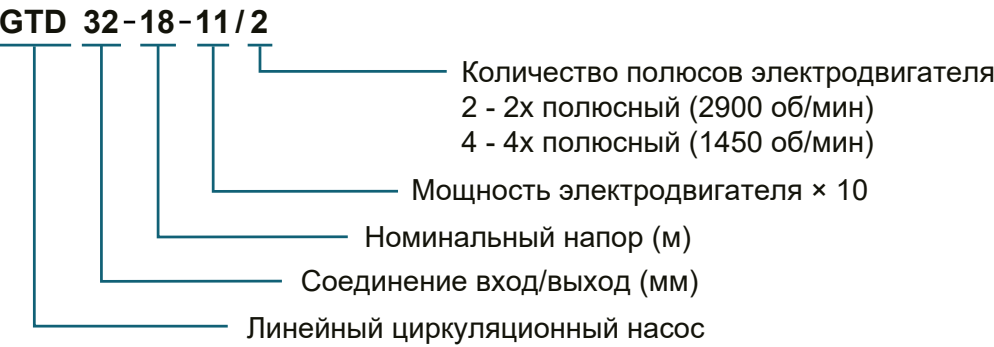 GTD 32-18-11/2
Количество полюсов электродвигателя
2 - 2х полюсный (2900 об/мин)
4 - 4х полюсный (1450 об/мин)
Мощность электродвигателя × 10
Номинальный напор (м)
Соединение вход/выход (мм)
Линейный циркуляционный насос